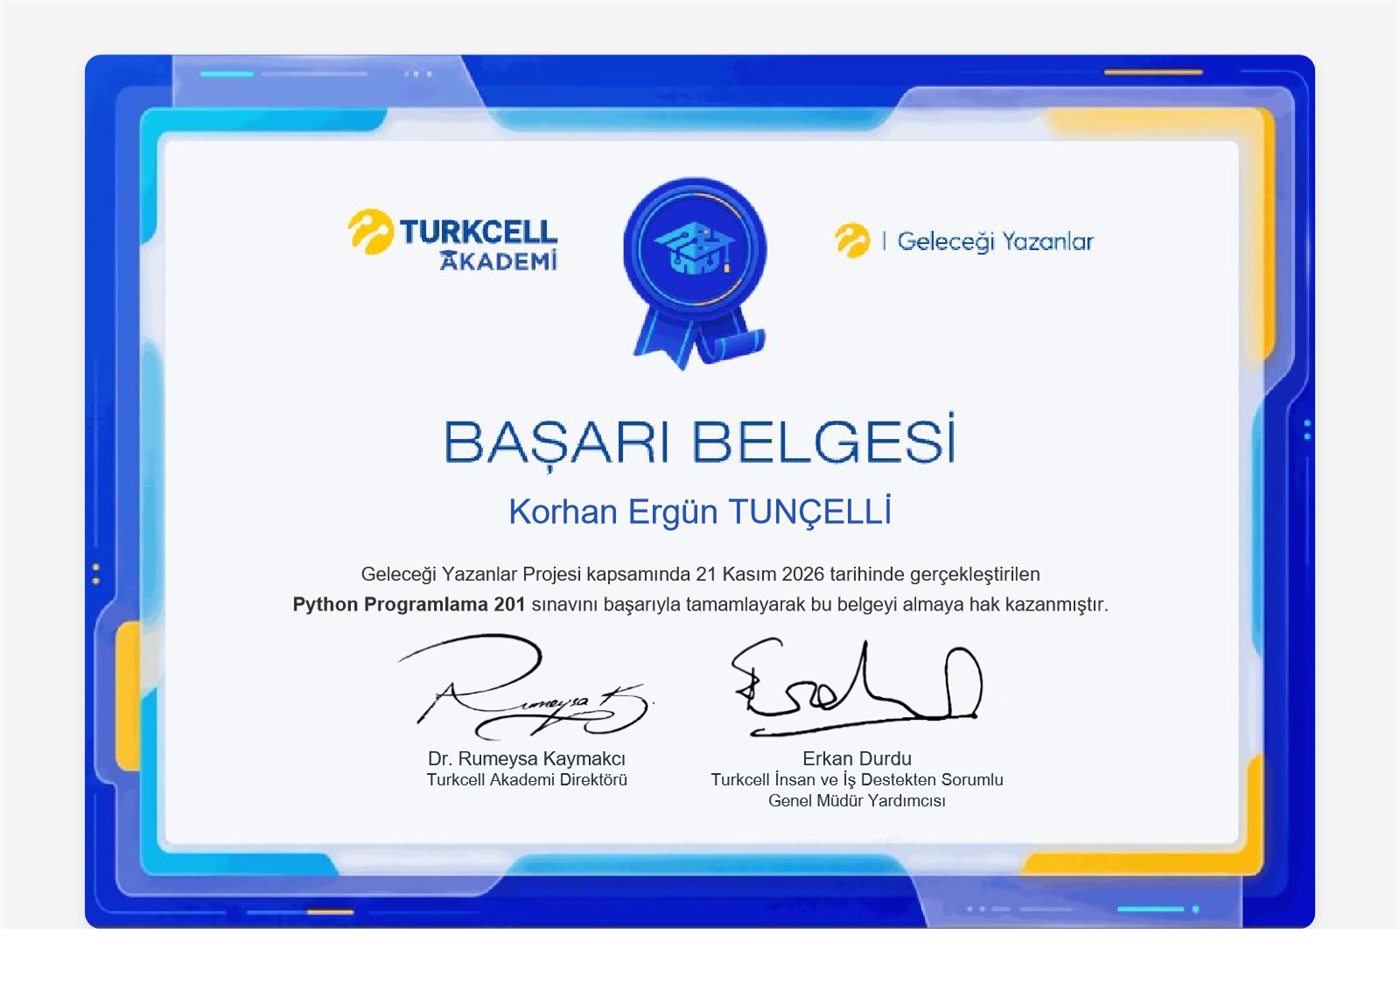 TURKCELL
AKADEMİ
Geleceği Yazanlar
BAŞARI BELGESİ
Korhan Ergün TUNÇELLİ
Geleceği Yazanlar Projesi kapsamında 21 Kasım 2026 tarihinde gerçekleştirilen
Python Programlama 201 sınavını başarıyla tamamlayarak bu belgeyi almaya hak kazanmıştır.
Rumeysa K
Dr. Rumeysa Kaymakcı
Turkcell Akademi Direktörü
Erkan Durdu
Turkcell İnsan ve İş Destekten Sorumlu
Genel Müdür Yardımcısı